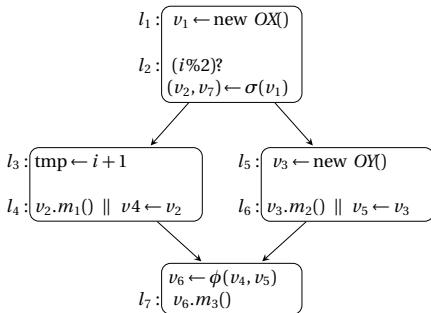 l₁: v₁ ← new OX()
l₂: (i%2)?
(v₂, v₇) ← σ(v₁)
l₃: tmp ← i + 1
l₄: v₂.m₁() || v4 ← v₂
l₅: v₃ ← new OY()
l₆: v₃.m₂() || v₅ ← v₃
v₆ ← ϕ(v₄, v₅)
l₇: v₆.m₃()